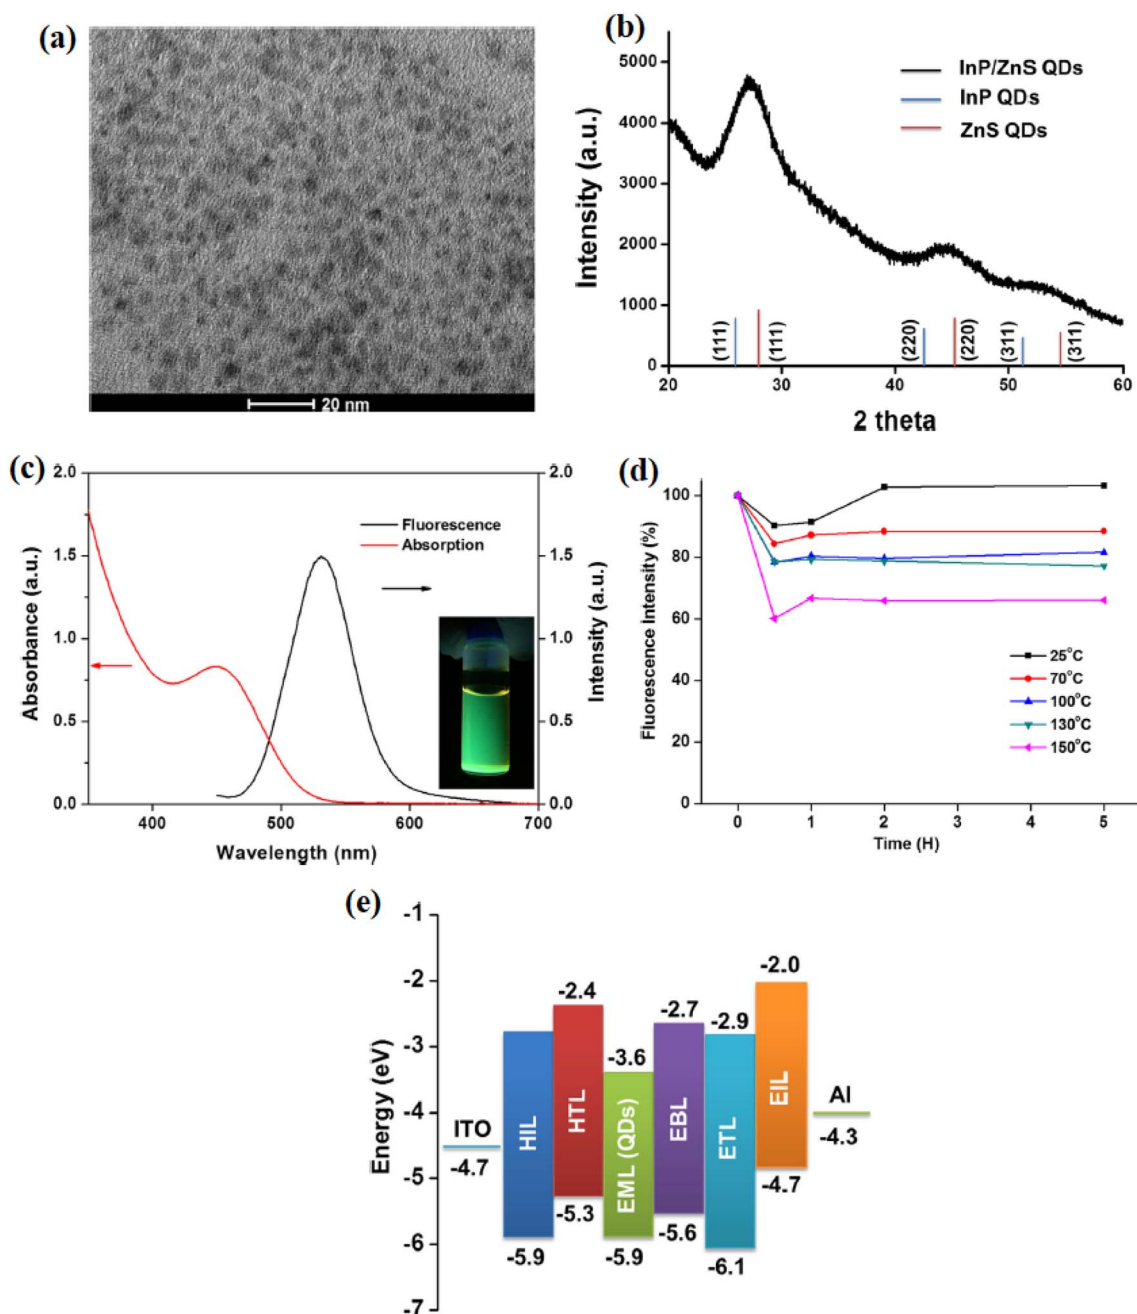 (a)
20 nm
(b)
5000
4000
3000
2000
1000
0
Intensity (a.u.)
InP/ZnS QDs
InP QDs
ZnS QDs
(111)
(111)
(220)
(220)
(311)
(311)
20 30 40 50 60
2 theta
(c)
2.0
1.5
1.0
0.5
0.0
Absorbance (a.u.)
Fluorescence
Absorption
2.0
1.5
1.0
0.5
0.0
Intensity (a.u.)
400 500 600 700
Wavelength (nm)
(d)
100
80
60
40
20
0
Fluorescence Intensity (%)
25°C
70°C
100°C
130°C
150°C
0 1 2 3 4 5
Time (H)
(e)
-1
-2
-3
-4
-5
-6
-7
Energy (eV)
ITO
-4.7
HIL
-5.9
-2.4
HTL
-5.3
-3.6
EML (QDs)
-5.9
-2.7
EBL
-5.6
-2.9
ETL
-6.1
-2.0
EIL
-4.7
Al
-4.3